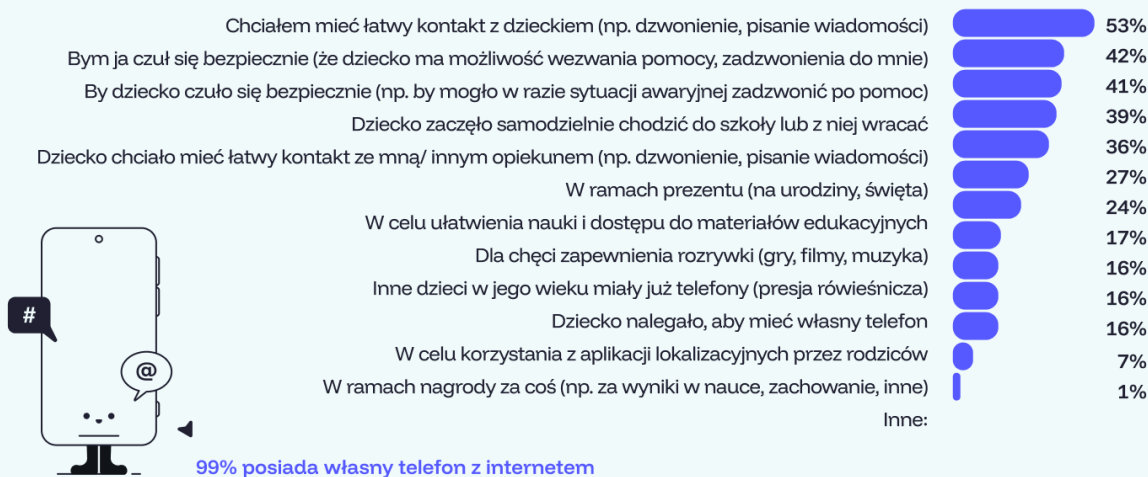 Chciałem mieć łatwy kontakt z dzieckiem (np. dzwonienie, pisanie wiadomości) 53%
Bym ja czuł się bezpiecznie (że dziecko ma możliwość wezwania pomocy, zadzwonienia do mnie) 42%
By dziecko czuło się bezpiecznie (np. by mogło w razie sytuacji awaryjnej zadzwonić po pomoc) 41%
Dziecko zaczęło samodzielnie chodzić do szkoły lub z niej wracać 39%
Dziecko chciało mieć łatwy kontakt ze mną/ innym opiekunem (np. dzwonienie, pisanie wiadomości) 36%
W ramach prezentu (na urodziny, święta) 27%
W celu ułatwienia nauki i dostępu do materiałów edukacyjnych 24%
Dla chęci zapewnienia rozrywki (gry, filmy, muzyka) 17%
Inne dzieci w jego wieku miały już telefony (presja rówieśnicza) 16%
Dziecko nalegało, aby mieć własny telefon 16%
W celu korzystania z aplikacji lokalizacyjnych przez rodziców 16%
W ramach nagrody za coś (np. za wyniki w nauce, zachowanie, inne) 7%
Inne: 1%
#
@
99% posiada własny telefon z internetem